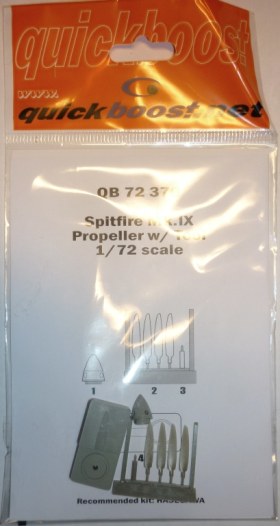 quickboost
www.
quickboost.net
QB 72
Spitfire
Propeller w/
1/72 scale
1
2
3
4
Recommended kit: